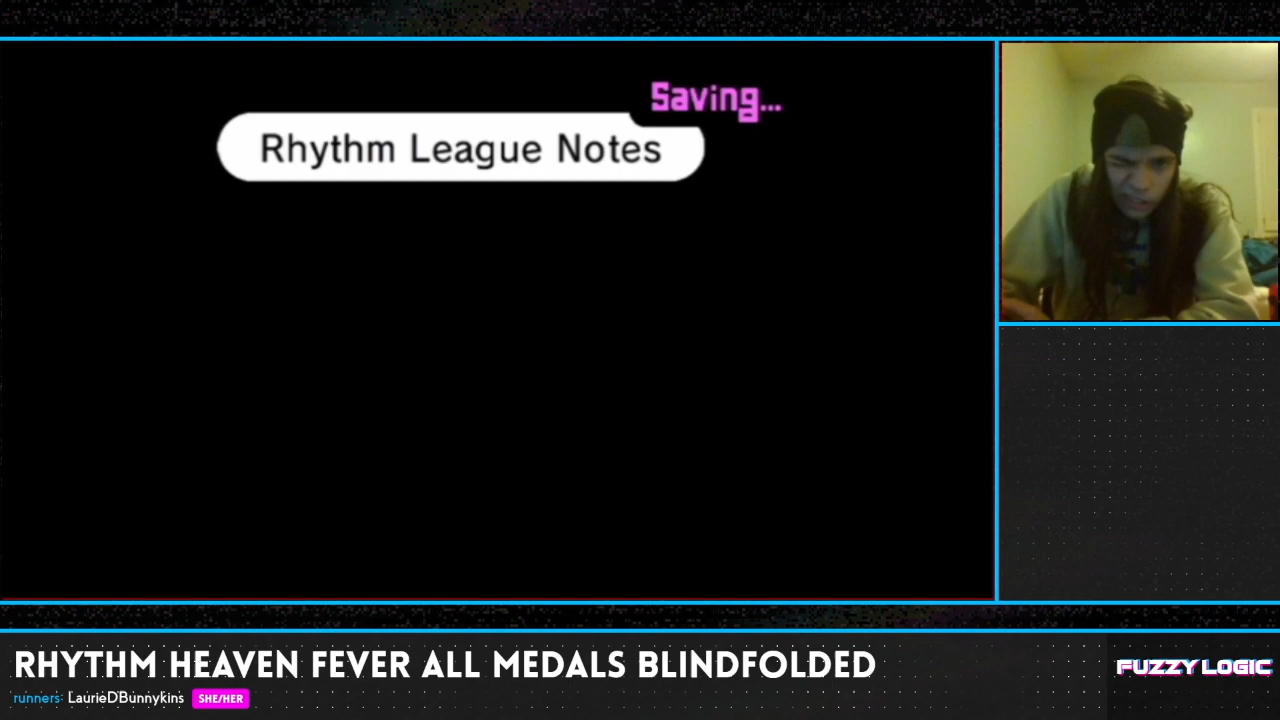 Saving...
Rhythm League Notes
RHYTHM HEAVEN FEVER ALL MEDALS BLINDFOLDED
runners: LaurieDBunnykins SHE/HER
FUZZY LOGIC